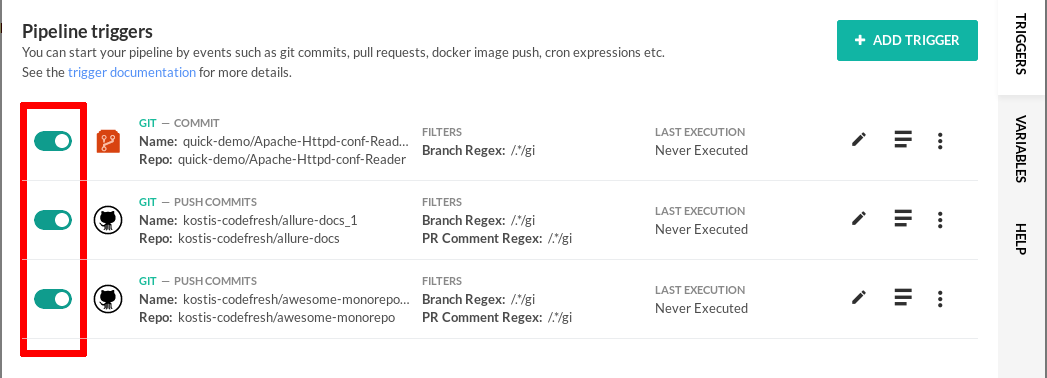 Pipeline triggers
You can start your pipeline by events such as git commits, pull requests, docker image push, cron expressions etc.
See the trigger documentation for more details.
+ ADD TRIGGER
GIT — COMMIT
Name: quick-demo/Apache-Httpd-conf-Read...
Repo: quick-demo/Apache-Httpd-conf-Reader
FILTERS
Branch Regex: /.*/gi
LAST EXECUTION
Never Executed
GIT — PUSH COMMITS
Name: kostis-codefresh/allure-docs_1
Repo: kostis-codefresh/allure-docs
FILTERS
Branch Regex: /.*/gi
PR Comment Regex: /.*/gi
LAST EXECUTION
Never Executed
GIT — PUSH COMMITS
Name: kostis-codefresh/awesome-monorepo...
Repo: kostis-codefresh/awesome-monorepo
FILTERS
Branch Regex: /.*/gi
PR Comment Regex: /.*/gi
LAST EXECUTION
Never Executed
TRIGGERS
VARIABLES
HELP